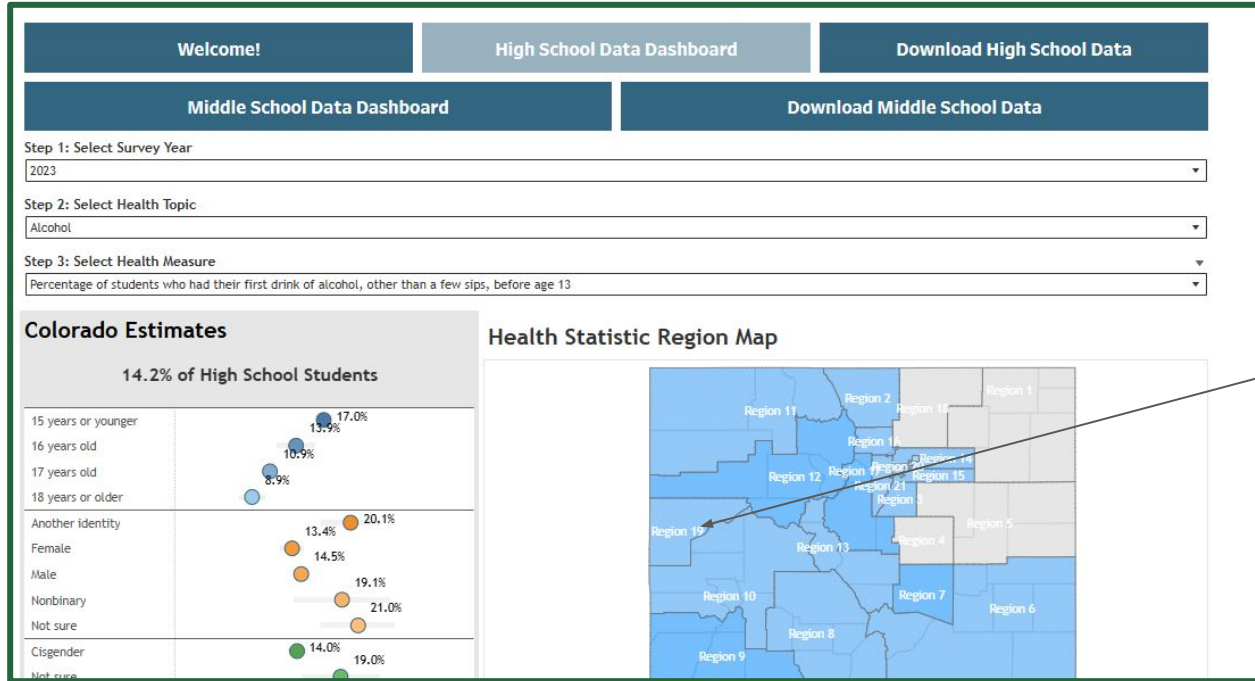 Welcome!
High School Data Dashboard
Download High School Data
Middle School Data Dashboard
Download Middle School Data
Step 1: Select Survey Year
2023
Step 2: Select Health Topic
Alcohol
Step 3: Select Health Measure
Percentage of students who had their first drink of alcohol, other than a few sips, before age 13
Colorado Estimates
14.2% of High School Students
15 years or younger 17.0%
16 years old 13.9%
17 years old 10.9%
18 years or older 8.9%
Another identity 20.1%
Female 13.4%
Male 14.5%
Nonbinary 19.1%
Not sure 21.0%
Cisgender 14.0%
Not sure 19.0%
Health Statistic Region Map
Region 1
Region 2
Region 11
Region 18
Region 16
Region 14
Region 20
Region 17
Region 12
Region 15
Region 21
Region 3
Region 5
Region 19
Region 4
Region 13
Region 7
Region 10
Region 6
Region 8
Region 9